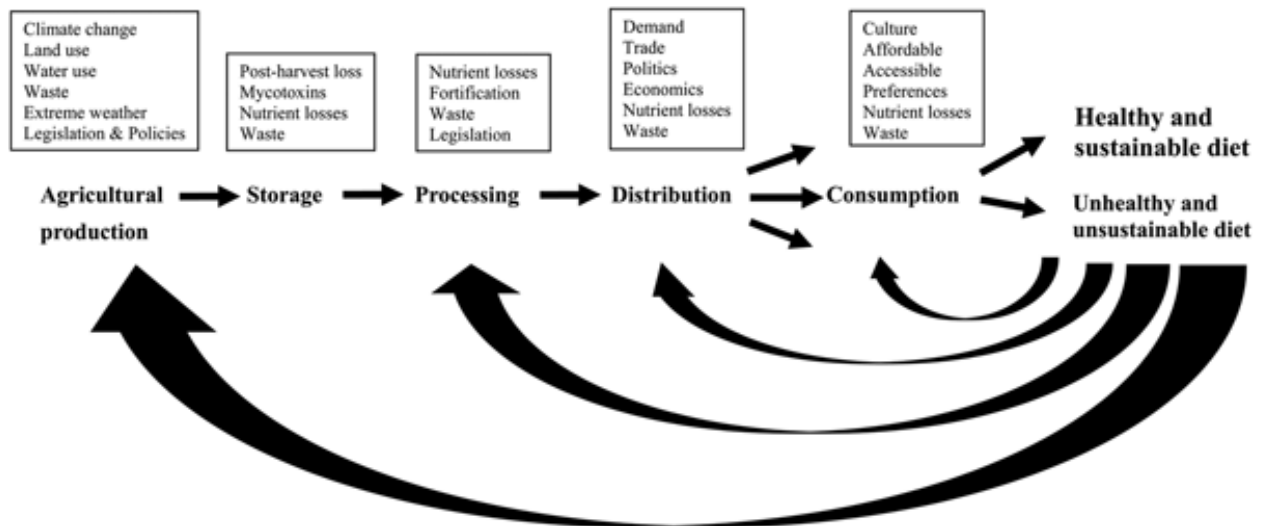 Climate change
Land use
Water use
Waste
Extreme weather
Legislation & Policies
Post-harvest loss
Mycotoxins
Nutrient losses
Waste
Nutrient losses
Fortification
Waste
Legislation
Demand
Trade
Politics
Economics
Nutrient losses
Waste
Culture
Affordable
Accessible
Preferences
Nutrient losses
Waste
Agricultural
production
Storage
Processing
Distribution
Consumption
Healthy and
sustainable diet
Unhealthy and
unsustainable diet